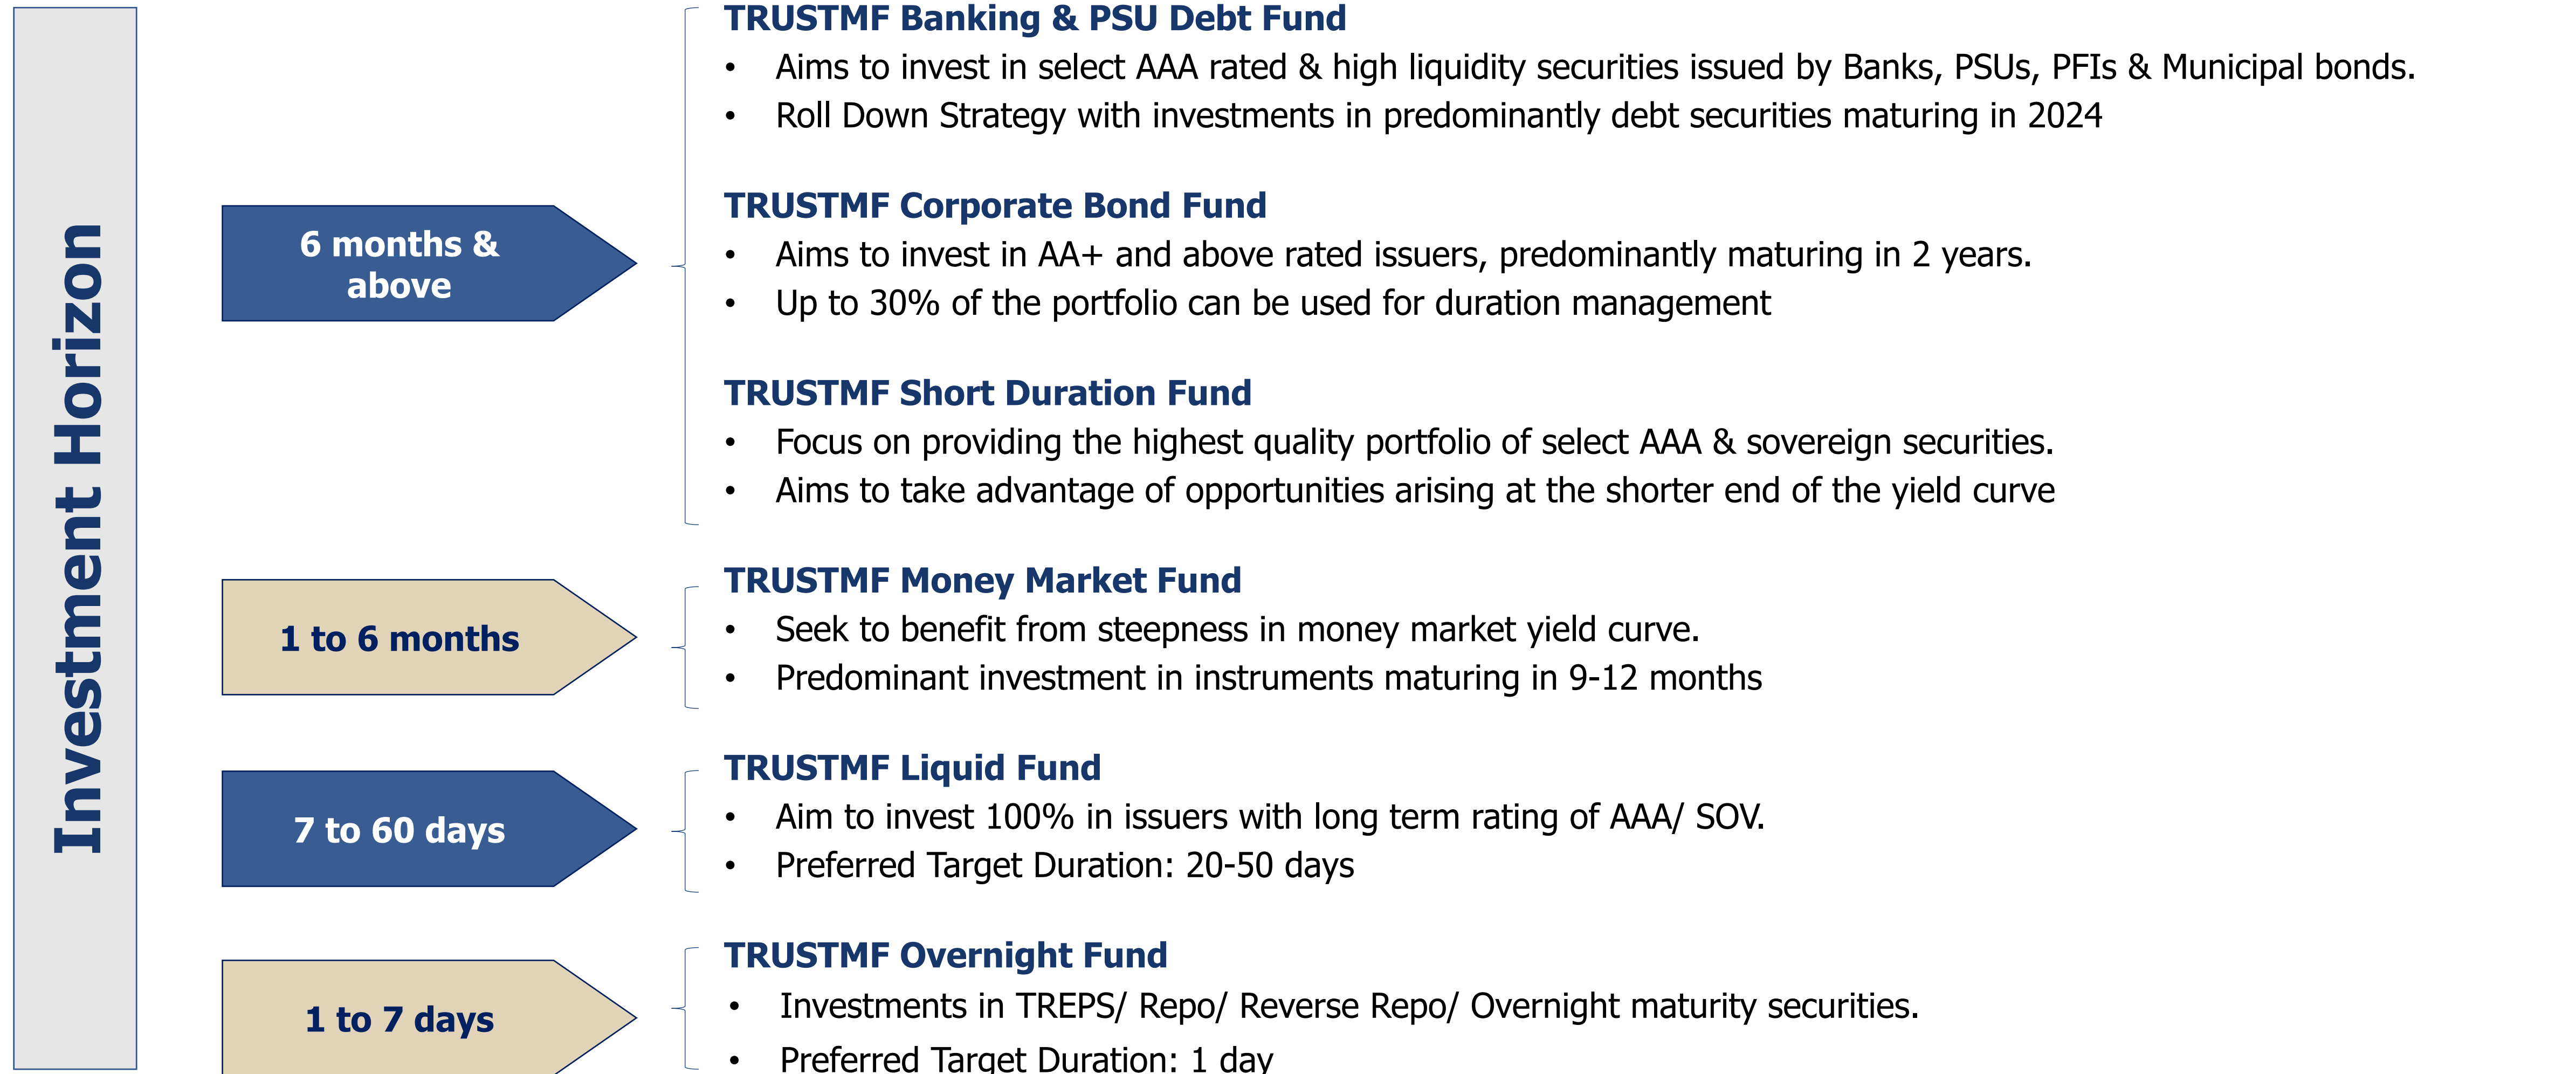 Investment Horizon
6 months &
above
TRUSTMF Banking & PSU Debt Fund
• Aims to invest in select AAA rated & high liquidity securities issued by Banks, PSUs, PFIs & Municipal bonds.
• Roll Down Strategy with investments in predominantly debt securities maturing in 2024
TRUSTMF Corporate Bond Fund
• Aims to invest in AA+ and above rated issuers, predominantly maturing in 2 years.
• Up to 30% of the portfolio can be used for duration management
TRUSTMF Short Duration Fund
• Focus on providing the highest quality portfolio of select AAA & sovereign securities.
• Aims to take advantage of opportunities arising at the shorter end of the yield curve
1 to 6 months
TRUSTMF Money Market Fund
• Seek to benefit from steepness in money market yield curve.
• Predominant investment in instruments maturing in 9-12 months
7 to 60 days
TRUSTMF Liquid Fund
• Aim to invest 100% in issuers with long term rating of AAA/ SOV.
• Preferred Target Duration: 20-50 days
1 to 7 days
TRUSTMF Overnight Fund
• Investments in TREPS/ Repo/ Reverse Repo/ Overnight maturity securities.
• Preferred Target Duration: 1 day